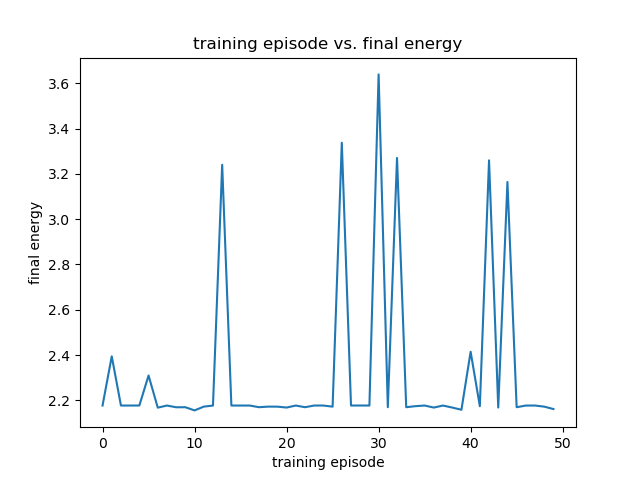 training episode vs. final energy
3.6
3.4
3.2
3.0
2.8
2.6
2.4
2.2
final energy
0 10 20 30 40 50
training episode